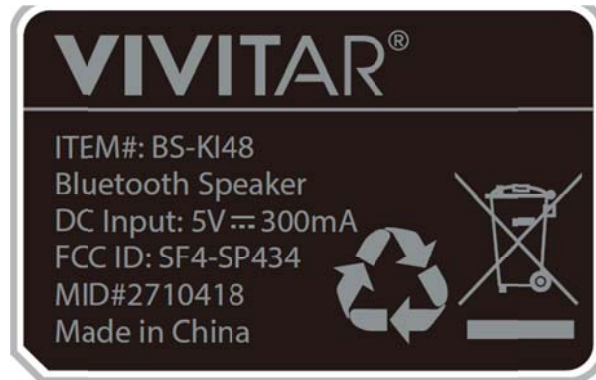 VIVITAR®
ITEM#: BS-KI48
Bluetooth Speaker
DC Input: 5V⎓300mA
FCC ID: SF4-SP434
MID#2710418
Made in China